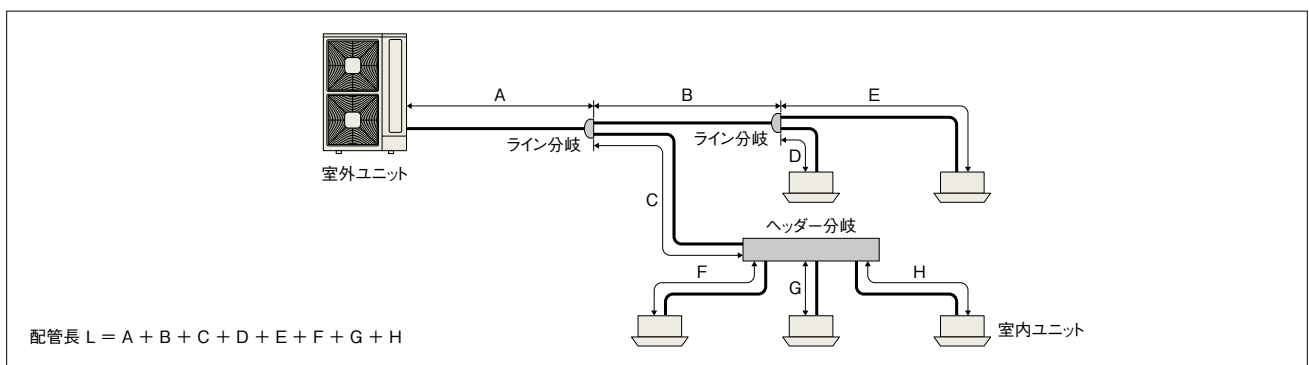 A
B
E
ライン分岐
ライン分岐
D
室外ユニット
C
ヘッダー分岐
F
G
H
室内ユニット
配管長 L = A + B + C + D + E + F + G + H